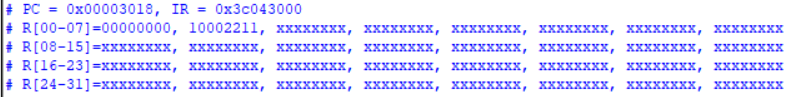 # PC = 0x00003018, IR = 0x3c043000
# R[00-07]=00000000, 10002211, xxxxxxxx, xxxxxxxx, xxxxxxxx, xxxxxxxx, xxxxxxxx, xxxxxxxx
# R[08-15]=xxxxxxxx, xxxxxxxx, xxxxxxxx, xxxxxxxx, xxxxxxxx, xxxxxxxx, xxxxxxxx, xxxxxxxx
# R[16-23]=xxxxxxxx, xxxxxxxx, xxxxxxxx, xxxxxxxx, xxxxxxxx, xxxxxxxx, xxxxxxxx, xxxxxxxx
# R[24-31]=xxxxxxxx, xxxxxxxx, xxxxxxxx, xxxxxxxx, xxxxxxxx, xxxxxxxx, xxxxxxxx, xxxxxxxx